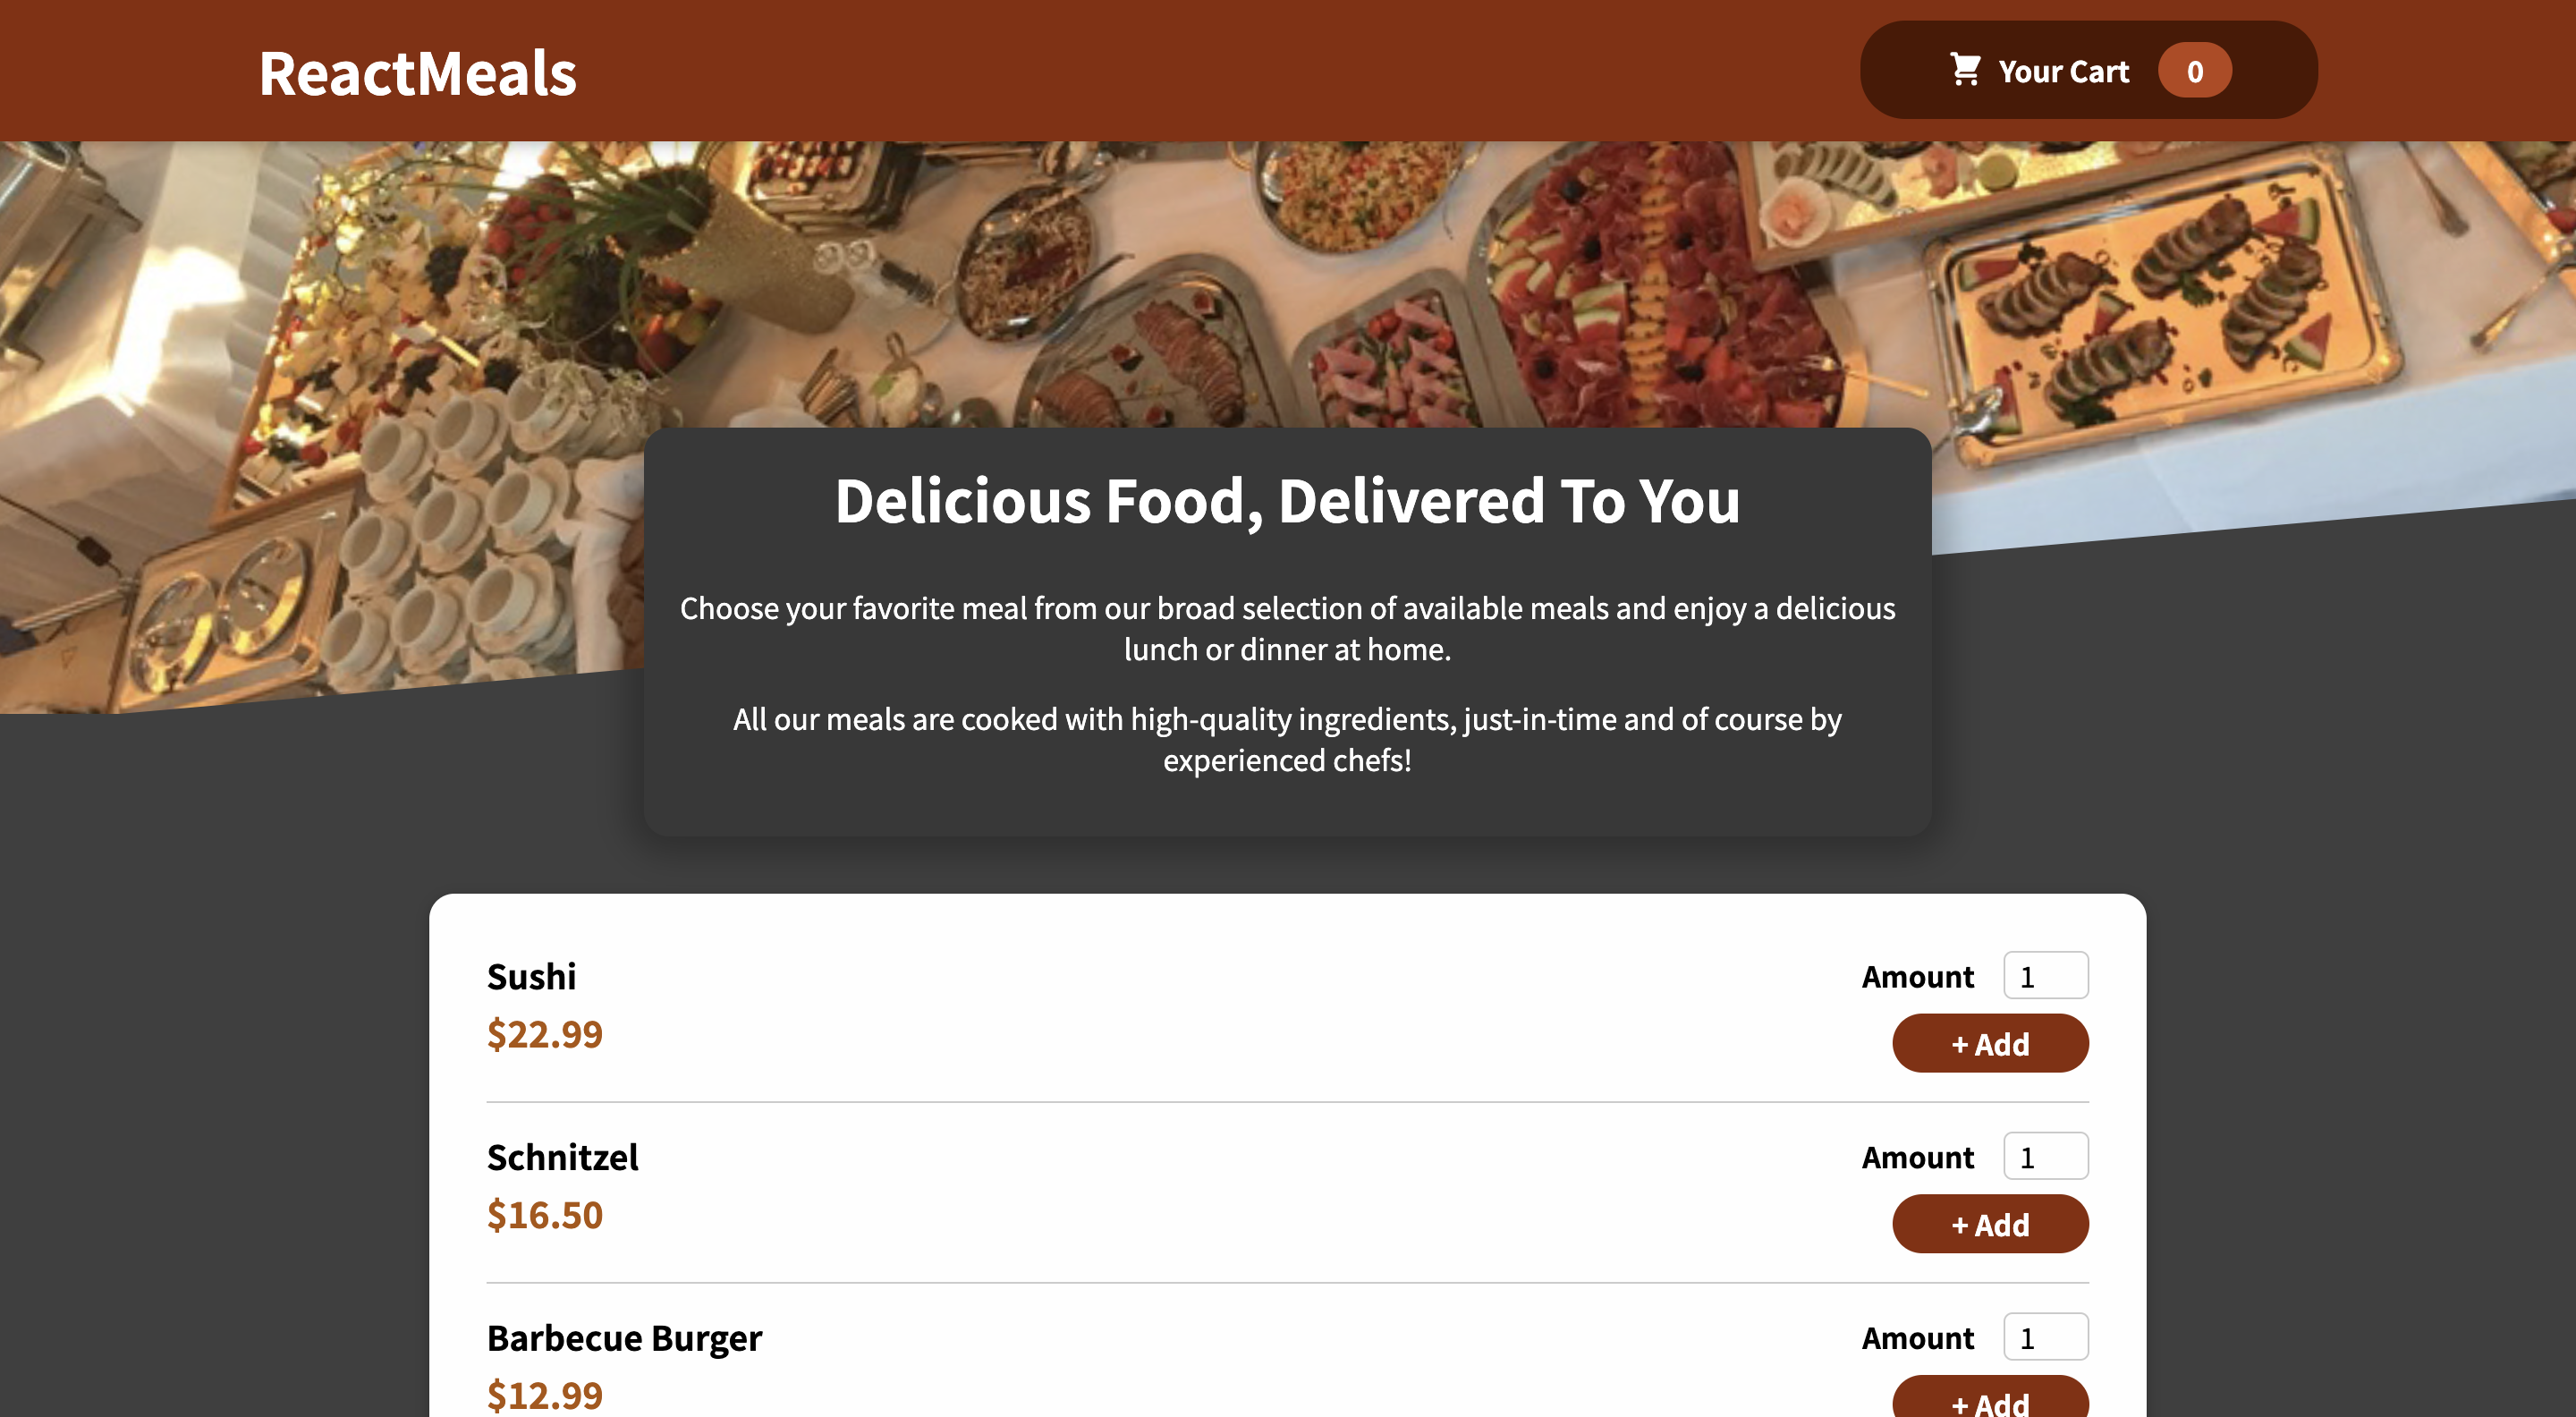 ReactMeals
Your Cart 0
Delicious Food, Delivered To You
Choose your favorite meal from our broad selection of available meals and enjoy a delicious
lunch or dinner at home.
All our meals are cooked with high-quality ingredients, just-in-time and of course by
experienced chefs!
Sushi
Amount 1
$22.99
+ Add
Schnitzel
Amount 1
$16.50
+ Add
Barbecue Burger
Amount 1
$12.99
+ Add